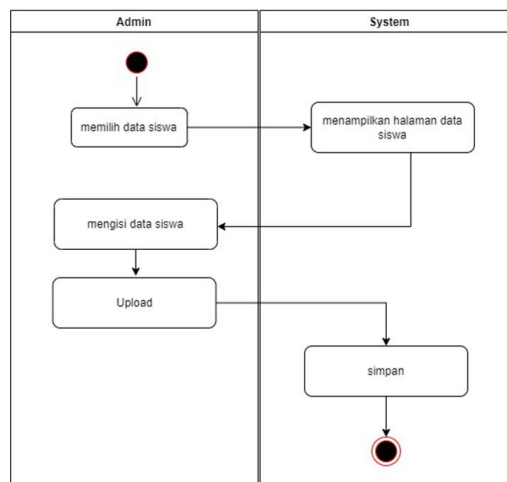 Admin
System
memilih data siswa
menampilkan halaman data
siswa
mengisi data siswa
Upload
simpan